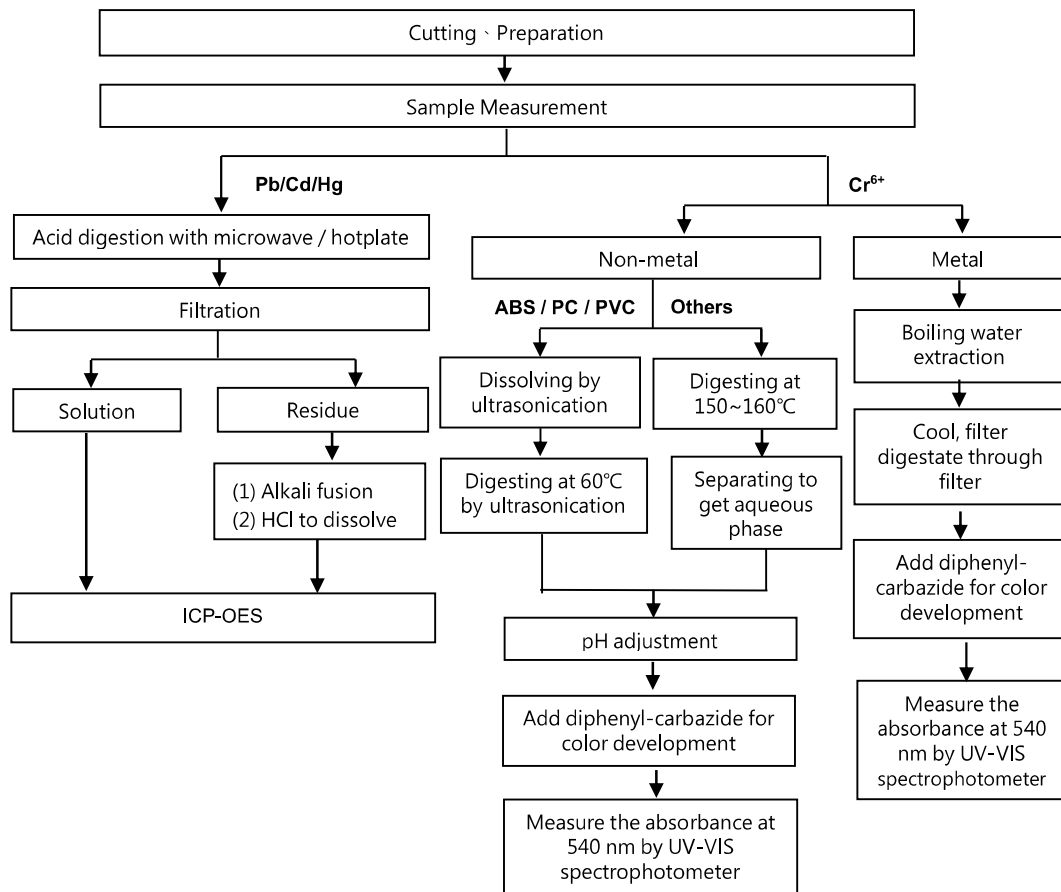 Cutting、Preparation
Sample Measurement
Pb/Cd/Hg
Acid digestion with microwave / hotplate
Filtration
Solution
Residue
(1) Alkali fusion
(2) HCl to dissolve
ICP-OES
Cr⁶⁺
Non-metal
ABS / PC / PVC
Dissolving by
ultrasonication
Digesting at 60℃
by ultrasonication
Others
Digesting at
150~160℃
Separating to
get aqueous
phase
pH adjustment
Add diphenyl-carbazide for
color development
Measure the absorbance at
540 nm by UV-VIS
spectrophotometer
Metal
Boiling water
extraction
Cool, filter
digestate through
filter
Add diphenyl-
carbazide for color
development
Measure the
absorbance at 540
nm by UV-VIS
spectrophotometer